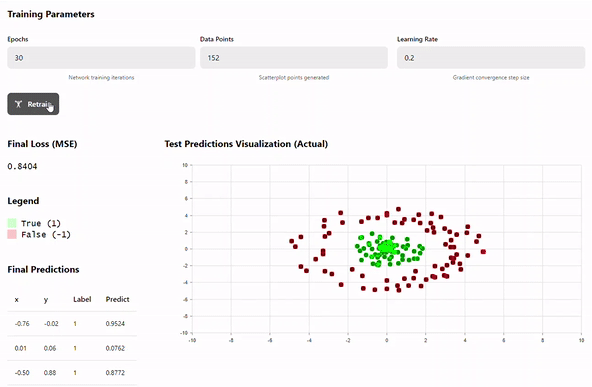 Training Parameters
Epochs
Data Points
Learning Rate
30
152
0.2
Network training iterations
Scatterplot points generated
Gradient convergence step size
Final Loss (MSE)
0.8404
Test Predictions Visualization (Actual)
Legend
True (1)
False (-1)
Final Predictions
x y Label Predict
-0.76 -0.02 1 0.9524
0.01 0.06 1 0.0762
-0.50 0.88 1 0.8772
10
8
6
4
2
0
-2
-4
-6
-8
-10
-10 -8 -6 -4 -2 0 2 4 6 8 10